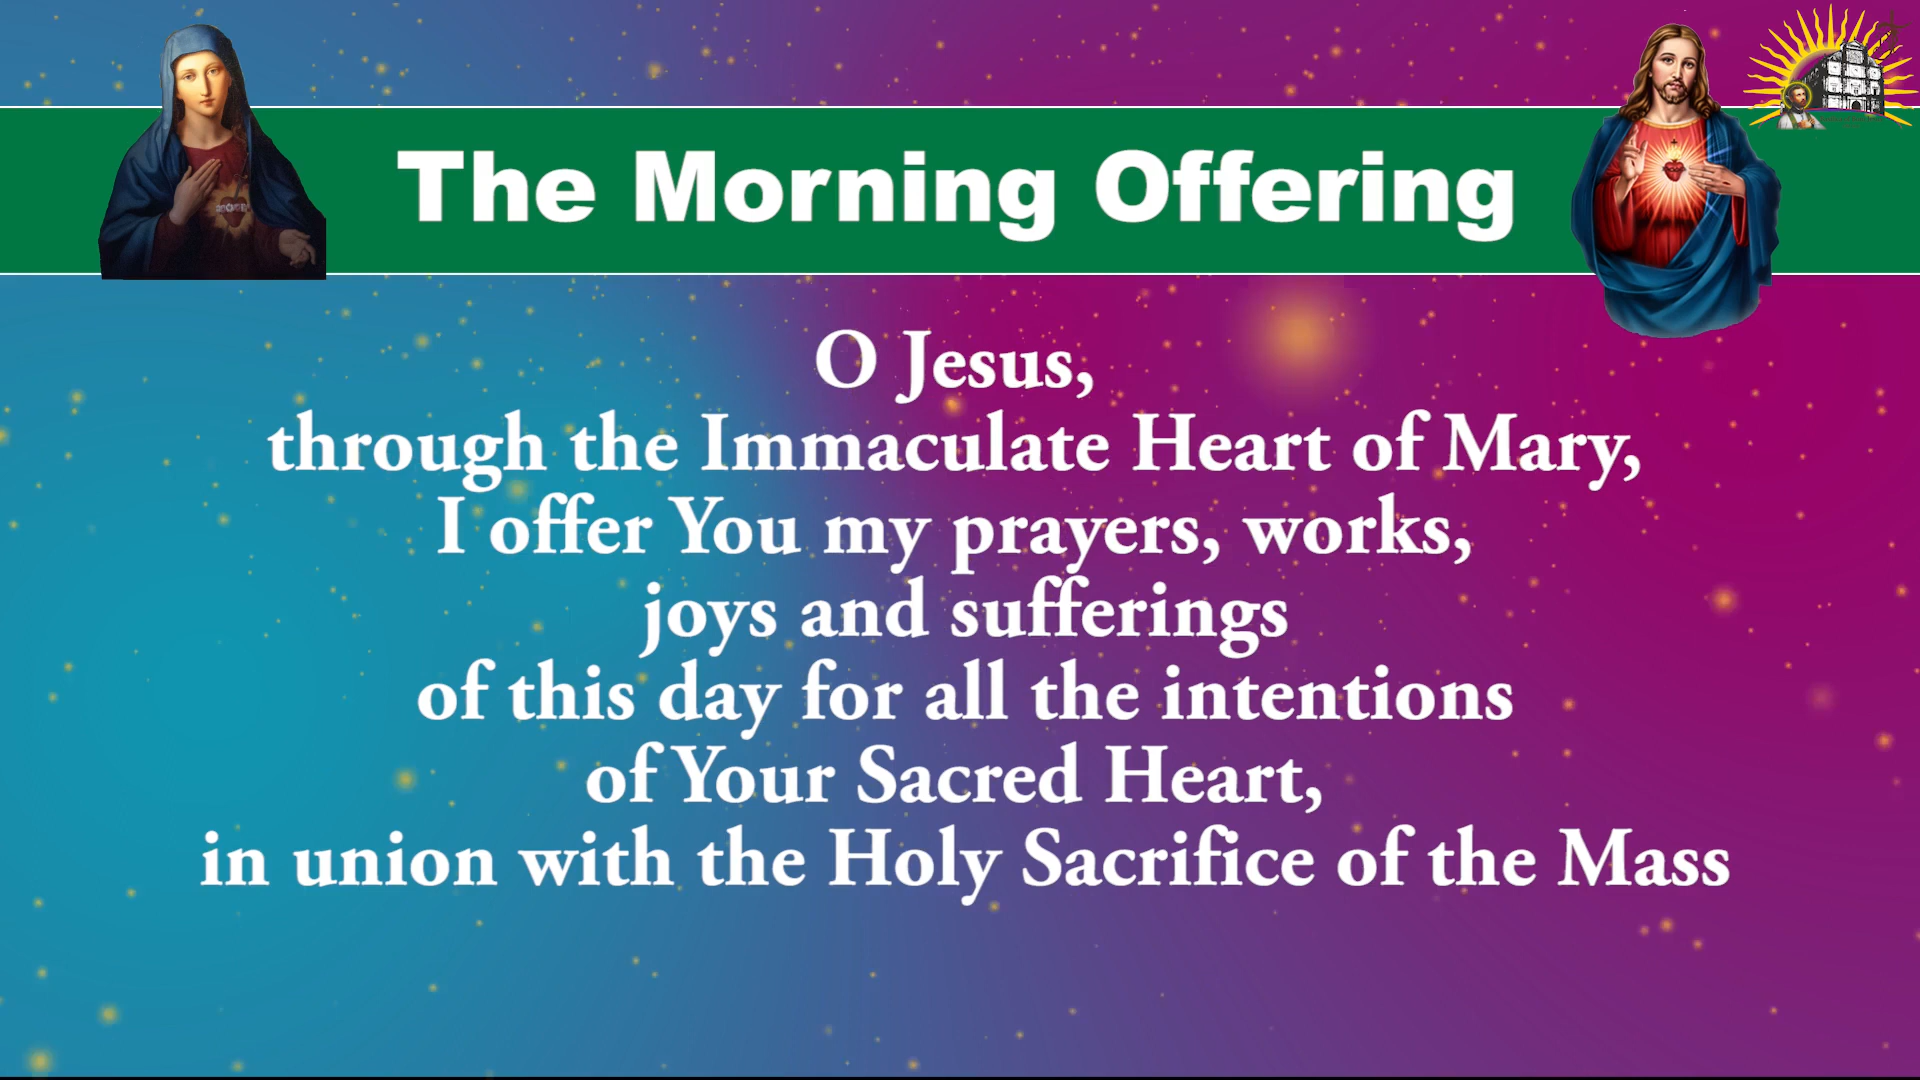 The Morning Offering
O Jesus,
through the Immaculate Heart of Mary,
I offer You my prayers, works,
joys and sufferings
of this day for all the intentions
of Your Sacred Heart,
in union with the Holy Sacrifice of the Mass